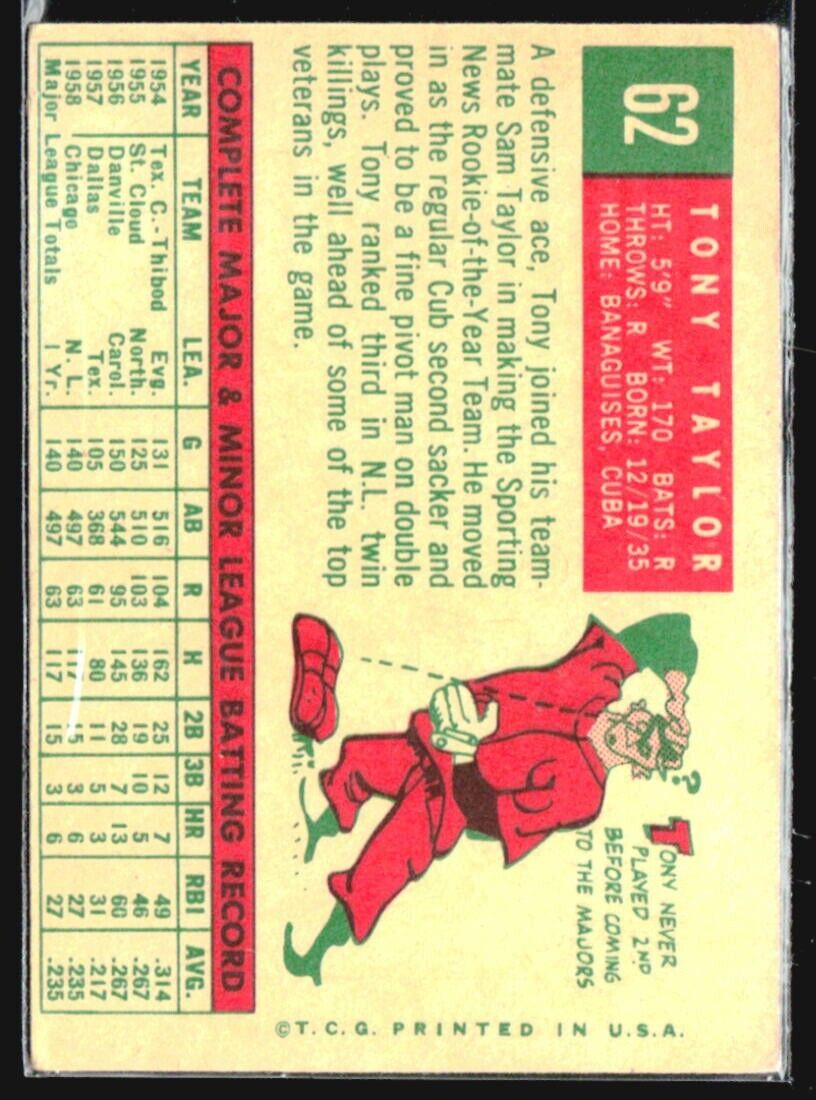 62
TONY TAYLOR
HT: 5'9" WT: 170 BATS: R
THROWS: R BORN: 12/19/35
HOME: BANAGUISES, CUBA
A defensive ace, Tony joined his team-
mate Sam Taylor in making the Sporting
News Rookie-of-the-Year Team. He moved
in as the regular Cub second sacker and
proved to be a fine pivot man on double
plays. Tony ranked third in N.L. twin
killings, well ahead of some of the top
veterans in the game.
?
TONY NEVER
PLAYED 2ND
BEFORE COMING
TO THE MAJORS
COMPLETE MAJOR & MINOR LEAGUE BATTING RECORD
YEAR TEAM LEA. G AB R H 2B 3B HR RBI AVG.
1954 Tex. C.-Thibod Evg. 131 516 104 162 25 12 7 49 .314
1955 St. Cloud North. 125 510 103 136 19 10 5 46 .267
1956 Danville Carol. 150 544 95 145 28 7 13 60 .267
1957 Dallas Tex. 105 368 61 80 11 5 3 31 .217
1958 Chicago N. L. 140 497 63 117 15 3 6 27 .235
Major League Totals 1 Yr. 140 497 63 117 15 3 6 27 .235
©T.C.G. PRINTED IN U.S.A.